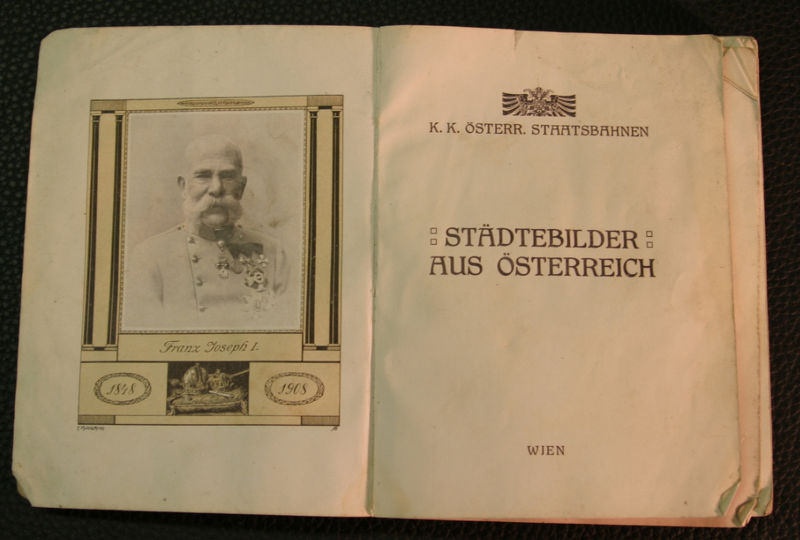 Franz Joseph I.
1848
1908
K. K. ÖSTERR. STAATSBAHNEN
STÄDTEBILDER
AUS ÖSTERREICH
WIEN